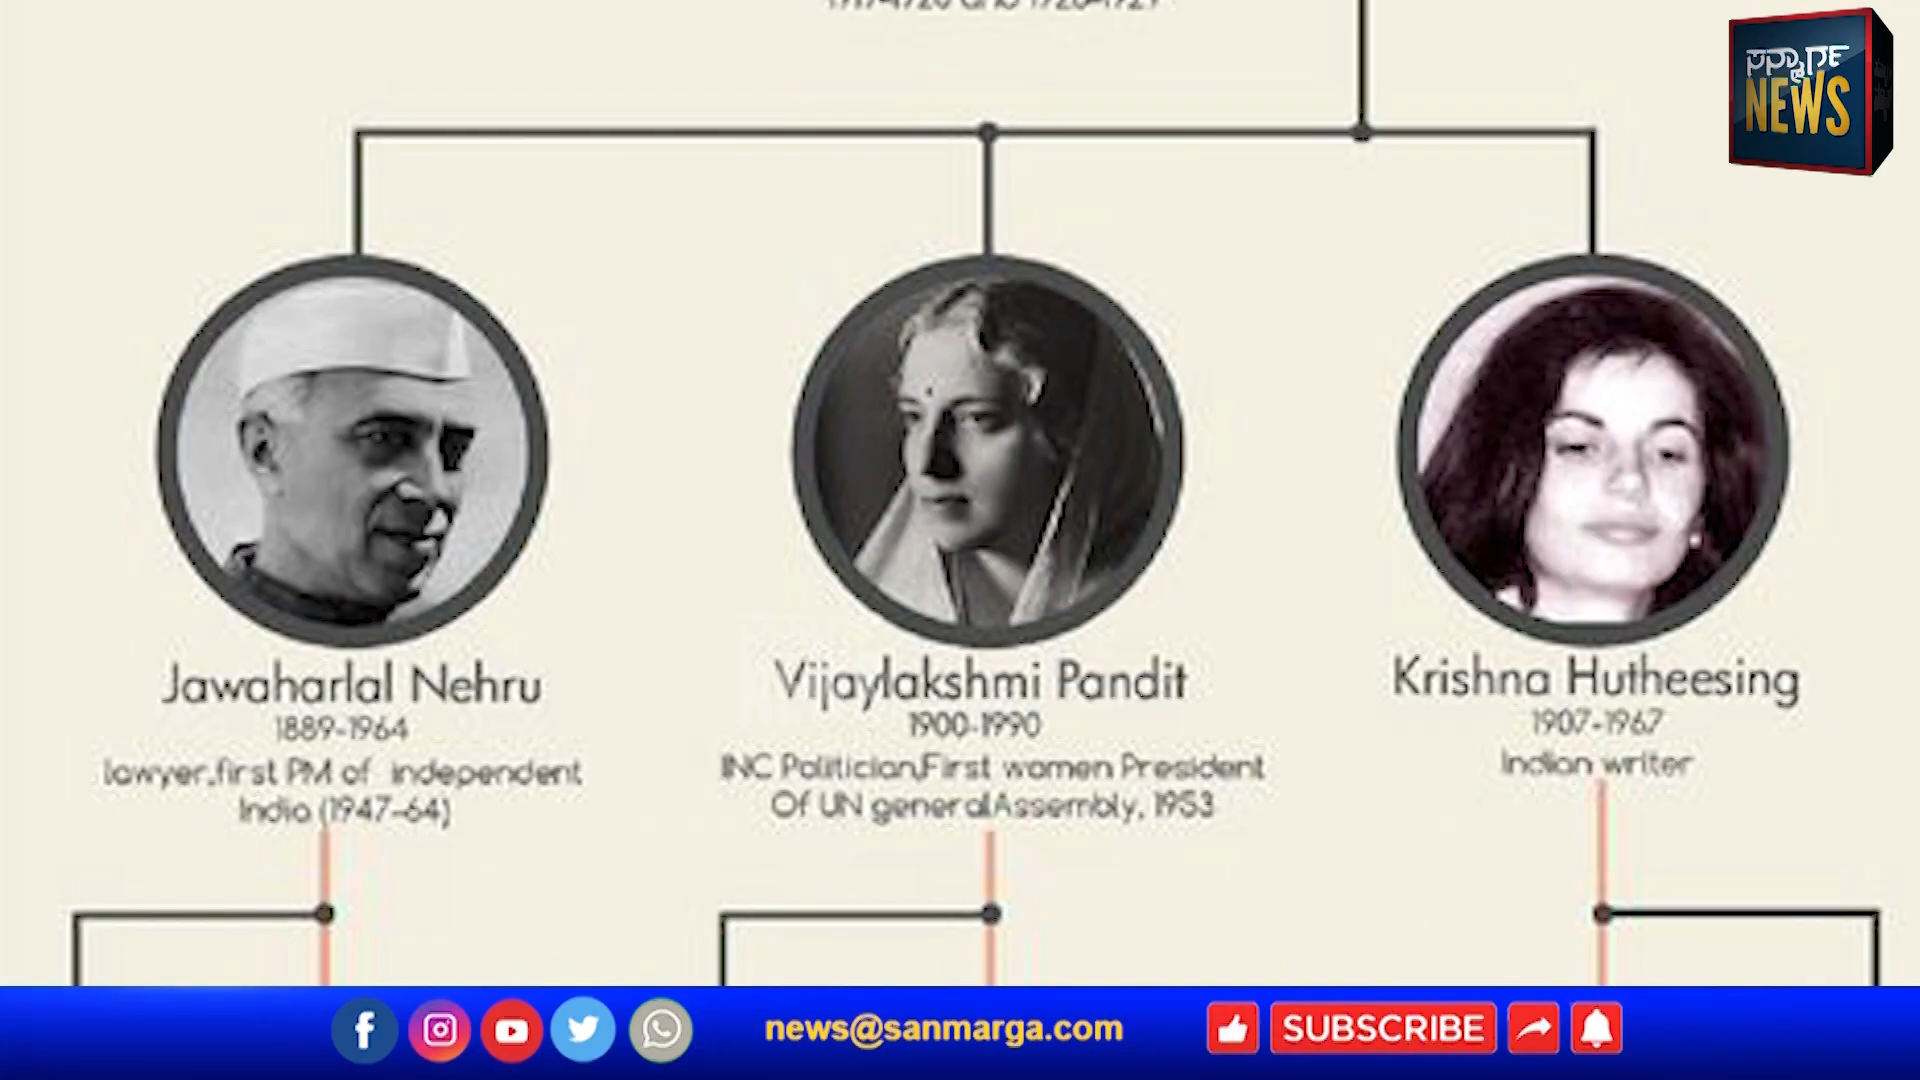 ಸನ್ಮಾರ್ಗ
NEWS
Jawaharlal Nehru
1889-1964
lawyer,first PM of independent
India (1947-64)
Vijaylakshmi Pandit
1900-1990
INC Politician,First women President
Of UN generalAssembly, 1953
Krishna Hutheesing
1907-1967
Indian writer
news@sanmarga.com
SUBSCRIBE